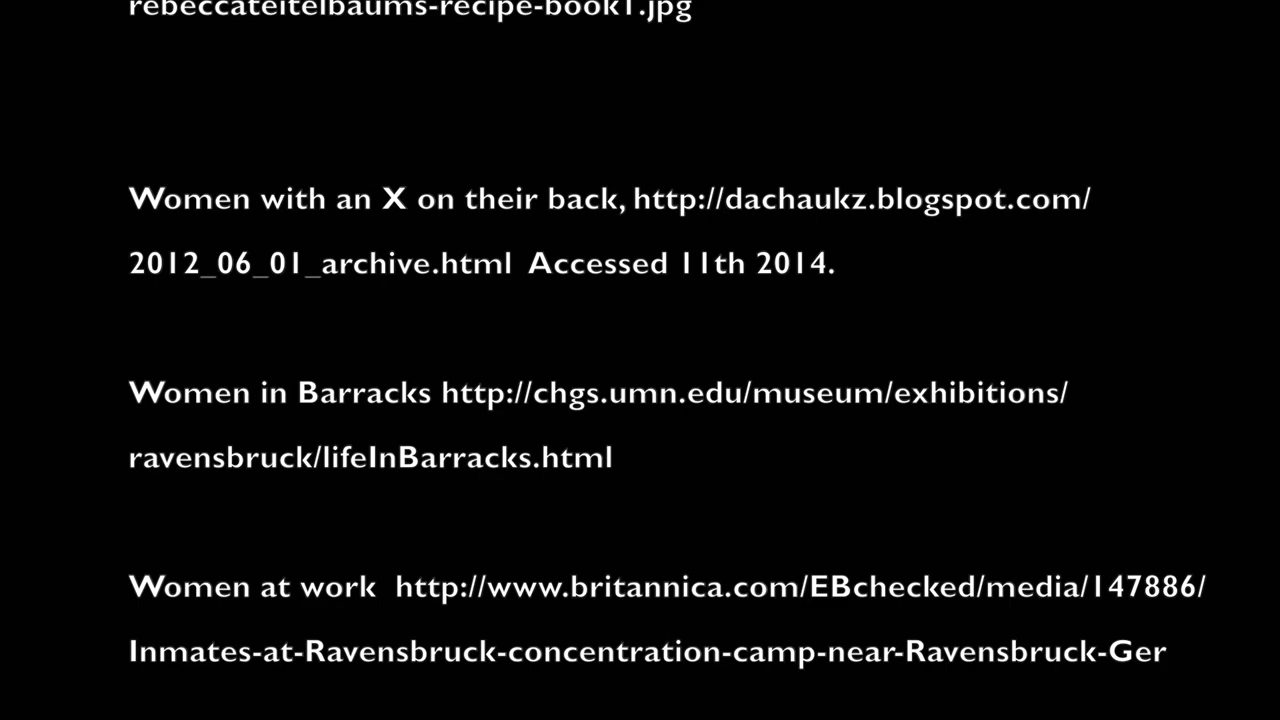 rebeccateitelbaums-recipe-book1.jpg
Women with an X on their back, http://dachaukz.blogspot.com/
2012_06_01_archive.html  Accessed 11th 2014.
Women in Barracks http://chgs.umn.edu/museum/exhibitions/
ravensbruck/lifeInBarracks.html
Women at work  http://www.britannica.com/EBchecked/media/147886/
Inmates-at-Ravensbruck-concentration-camp-near-Ravensbruck-Ger